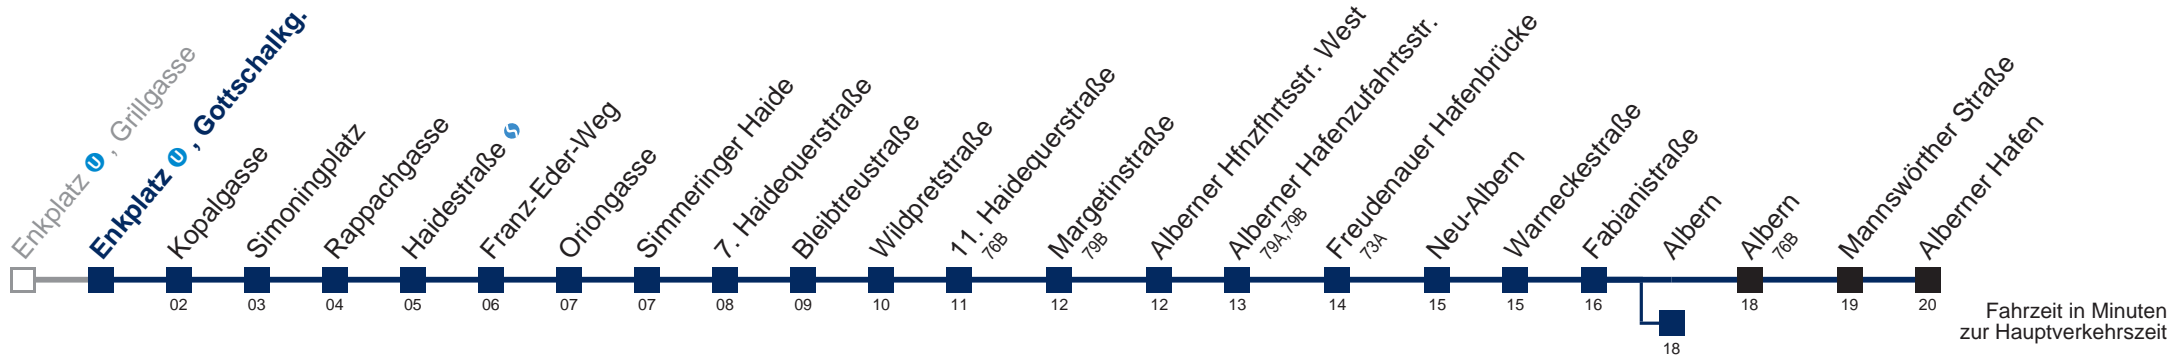 Enkplatz U , Grillgasse
Enkplatz U , Gottschalkg.
Kopalgasse
Simoningplatz
Rappachgasse
Haidestraße S
Franz-Eder-Weg
Oriongasse
Simmeringer Haide
7. Haidequerstraße
Bleibtreustraße
Wildpretstraße
11. Haidequerstraße
76B
Margetinstraße
79B
Alberner Hfnzfhrtsstr. West
Alberner Hafenzufahrtsstr.
79A,79B
Freudenauer Hafenbrücke
73A
Neu-Albern
Warneckestraße
Fabianistraße
Albern
Albern
76B
Mannswörther Straße
Alberner Hafen
02 03 04 05 06 07 07 08 09 10 11 12 12 13 14 15 15 16 18 19 20
18
Fahrzeit in Minuten
zur Hauptverkehrszeit